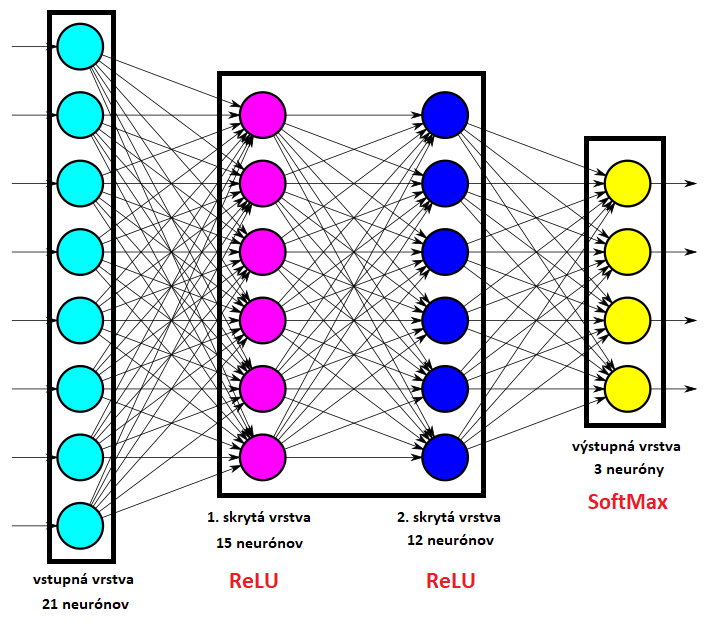 výstupná vrstva
3 neuróny
SoftMax
1. skrytá vrstva
15 neurónov
ReLU
2. skrytá vrstva
12 neurónov
ReLU
vstupná vrstva
21 neurónov